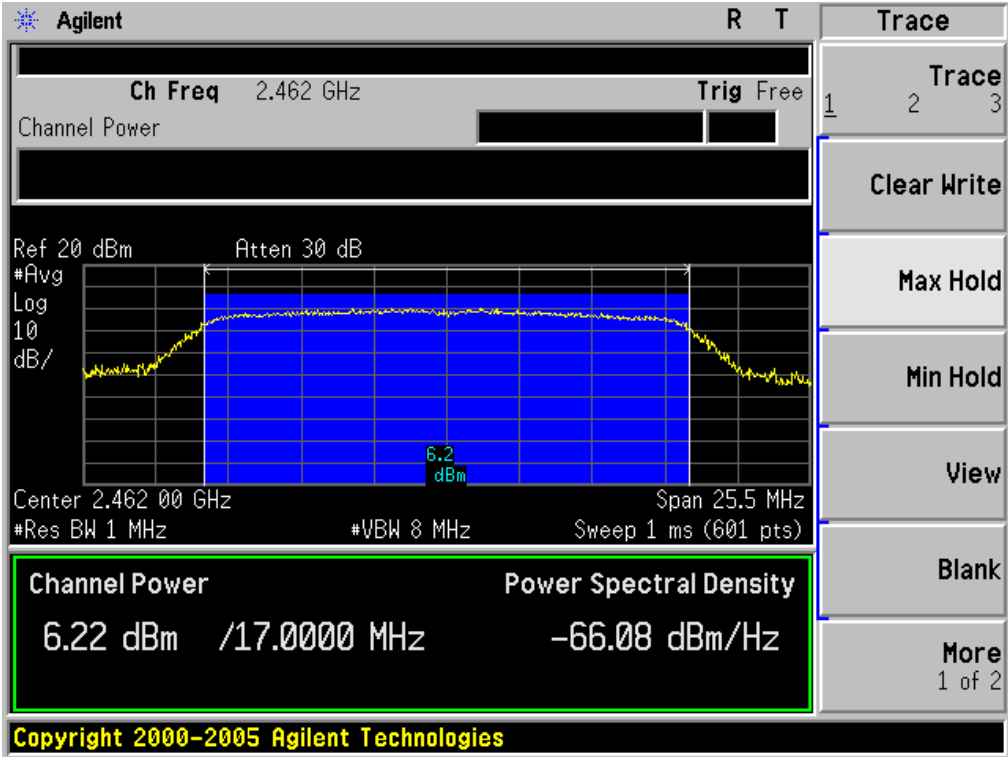 Agilent R T Trace
Ch Freq 2.462 GHz Trig Free
Channel Power
Trace
1 2 3
Clear Write
Max Hold
Min Hold
View
Blank
More
1 of 2
Ref 20 dBm Atten 30 dB
#Avg
Log
10
dB/
6.2
dBm
Center 2.462 00 GHz Span 25.5 MHz
#Res BW 1 MHz #VBW 8 MHz Sweep 1 ms (601 pts)
Channel Power Power Spectral Density
6.22 dBm /17.0000 MHz -66.08 dBm/Hz
Copyright 2000-2005 Agilent Technologies